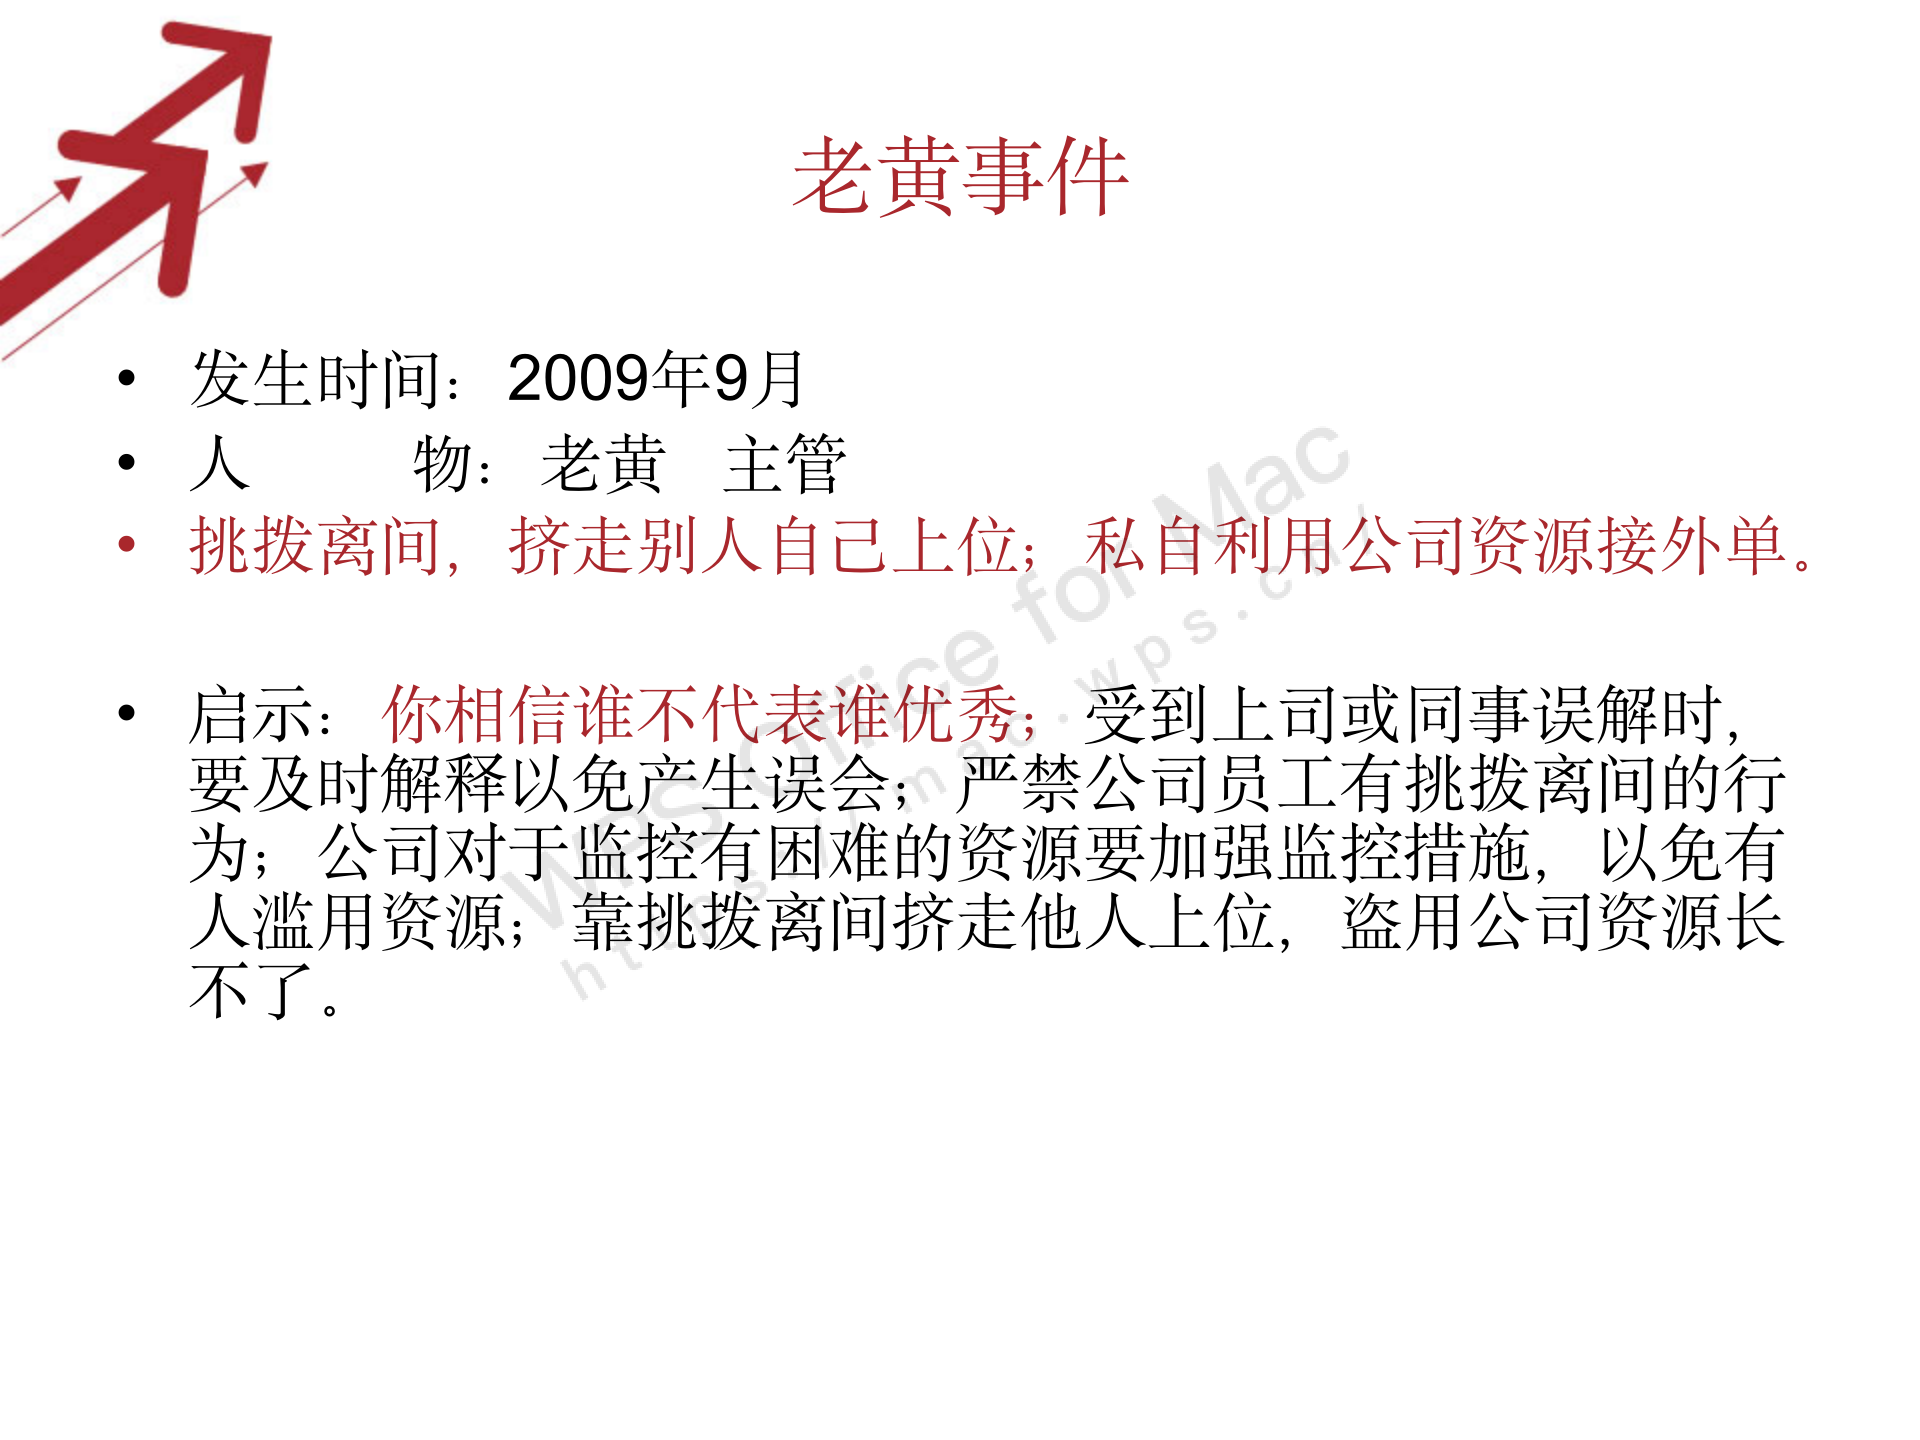 老黄事件
• 发生时间：2009年9月
• 人 物： 老黄 主管
• 挑拨离间，挤走别人自己上位；私自利用公司资源接外单。
• 启示：你相信谁不代表谁优秀；受到上司或同事误解时，
要及时解释以免产生误会；严禁公司员工有挑拨离间的行
为；公司对于监控有困难的资源要加强监控措施，以免有
人滥用资源；靠挑拨离间挤走他人上位，盗用公司资源长
不了。
WPS Office for Mac
https://mac.wps.cn/